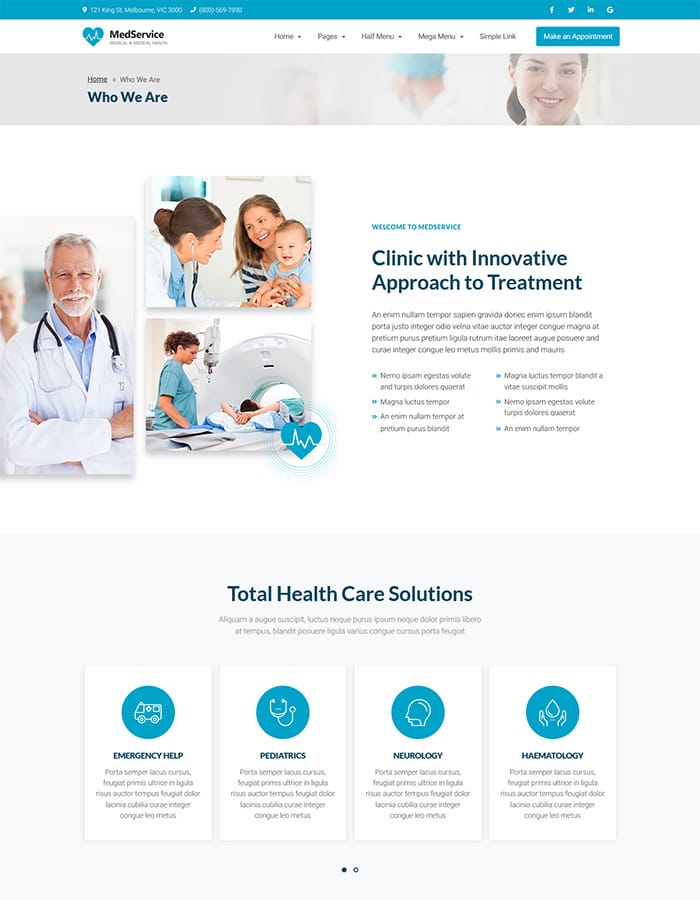 121 King St, Melbourne, VIC 3000 (800)-569-7890
MedService
MEDICAL & MEDICAL HEALTH
Home Pages Half Menu Mega Menu Simple Link Make an Appointment
Home » Who We Are
Who We Are
WELCOME TO MEDSERVICE
Clinic with Innovative
Approach to Treatment
An enim nullam tempor sapien gravida donec enim ipsum blandit
porta justo integer odio velna vitae auctor integer congue magna at
pretium purus pretium ligula rutrum itae laoreet augue posuere and
curae integer congue leo metus mollis primis and mauris
Nemo ipsam egestas volute
and turpis dolores quaerat
Magna luctus tempor
An enim nullam tempor at
pretium purus blandit
Magna luctus tempor blandit a
vitae suscipit mollis
Nemo ipsam egestas volute
turpis dolores quaerat
An enim nullam tempor
Total Health Care Solutions
Aliquam a augue suscipit, luctus neque purus ipsum neque dolor primis libero
at tempus, blandit posuere ligula varius congue cursus porta feugiat
EMERGENCY HELP
Porta semper lacus cursus,
feugiat primis ultrice in ligula
risus auctor tempus feugiat dolor
lacinia cubilia curae integer
congue leo metus
PEDIATRICS
Porta semper lacus cursus,
feugiat primis ultrice in ligula
risus auctor tempus feugiat dolor
lacinia cubilia curae integer
congue leo metus
NEUROLOGY
Porta semper lacus cursus,
feugiat primis ultrice in ligula
risus auctor tempus feugiat dolor
lacinia cubilia curae integer
congue leo metus
HAEMATOLOGY
Porta semper lacus cursus,
feugiat primis ultrice in ligula
risus auctor tempus feugiat dolor
lacinia cubilia curae integer
congue leo metus